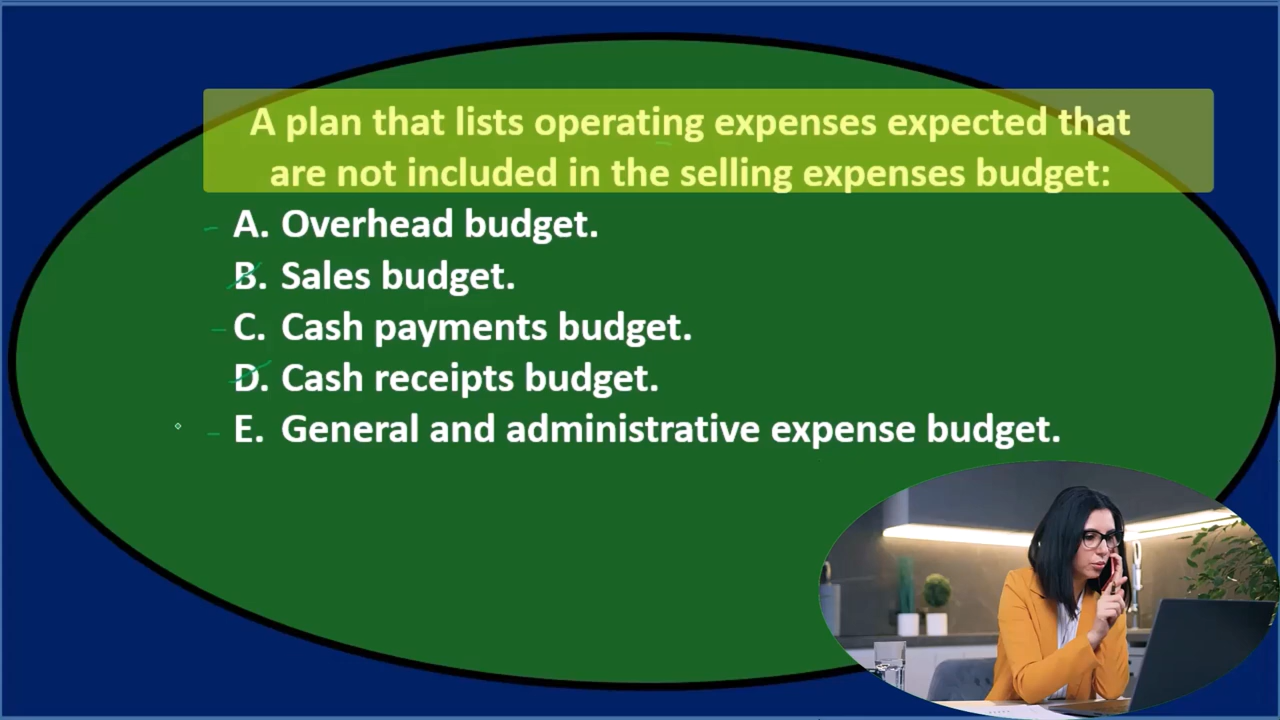 A plan that lists operating expenses expected that
are not included in the selling expenses budget:
A. Overhead budget.
B. Sales budget.
C. Cash payments budget.
D. Cash receipts budget.
E. General and administrative expense budget.